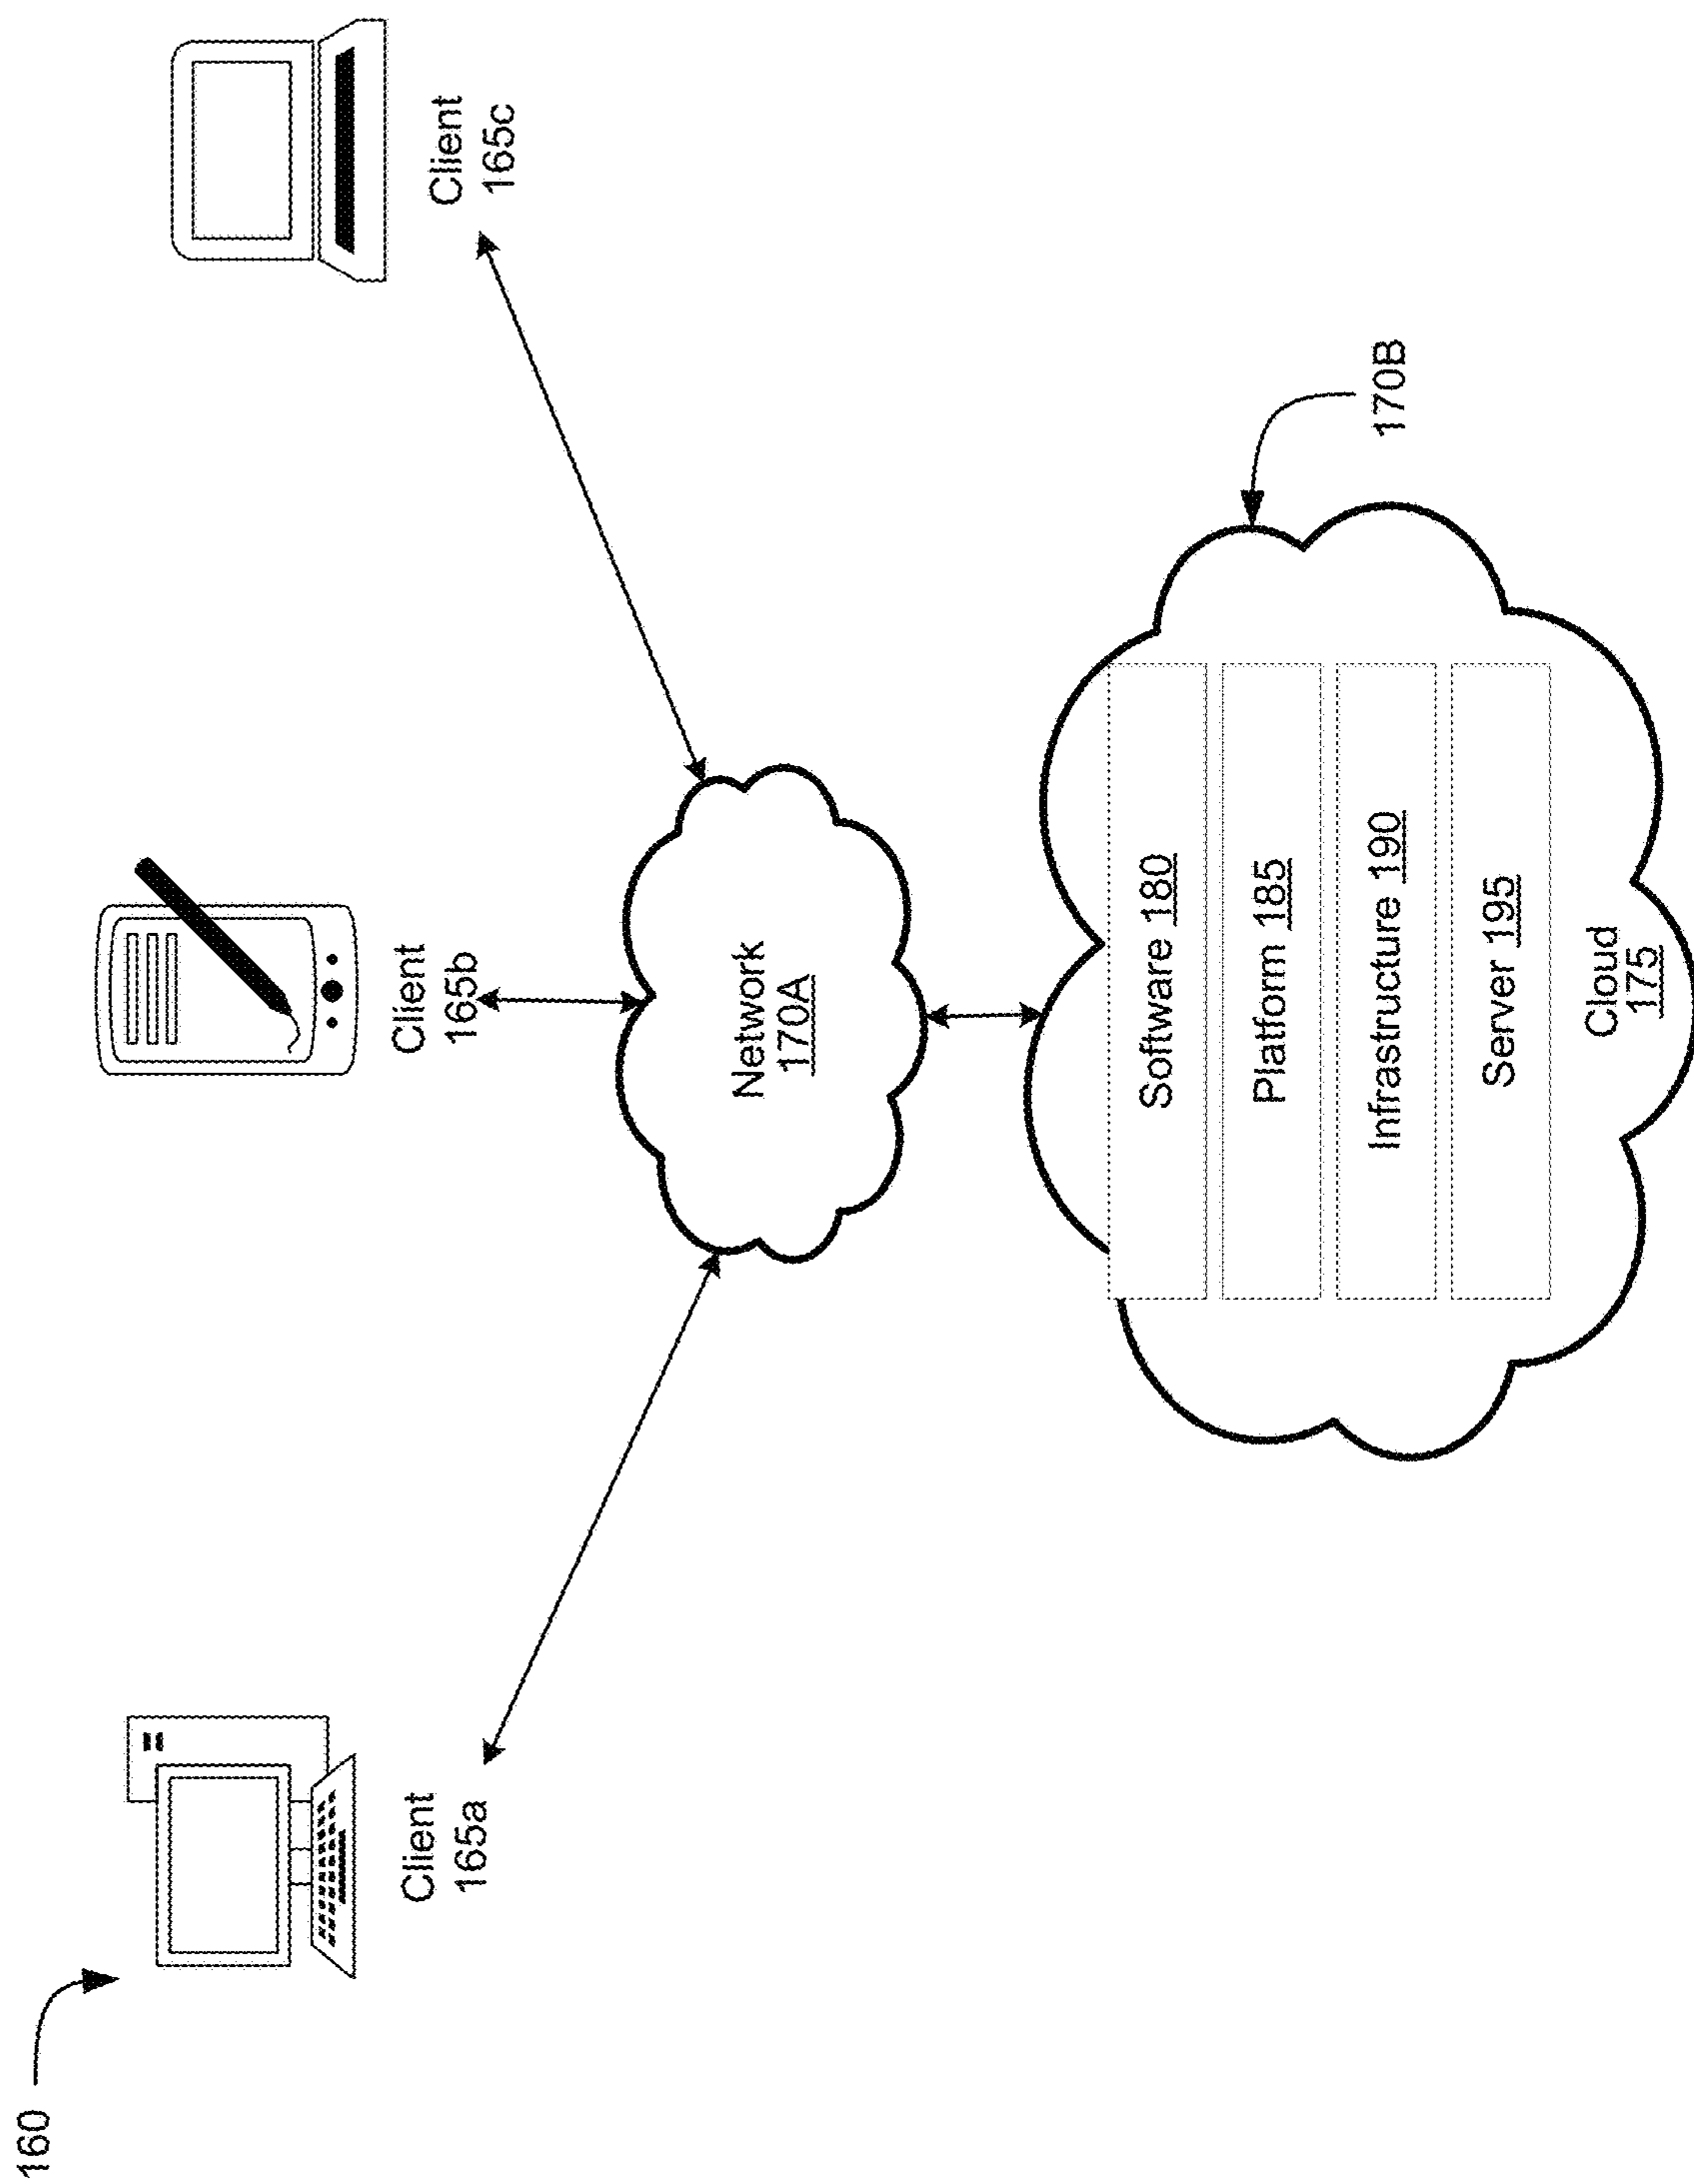 160
Client
165a
Client
165b
Client
165c
Network
170A
170B
Software 180
Platform 185
Infrastructure 190
Server 195
Cloud
175